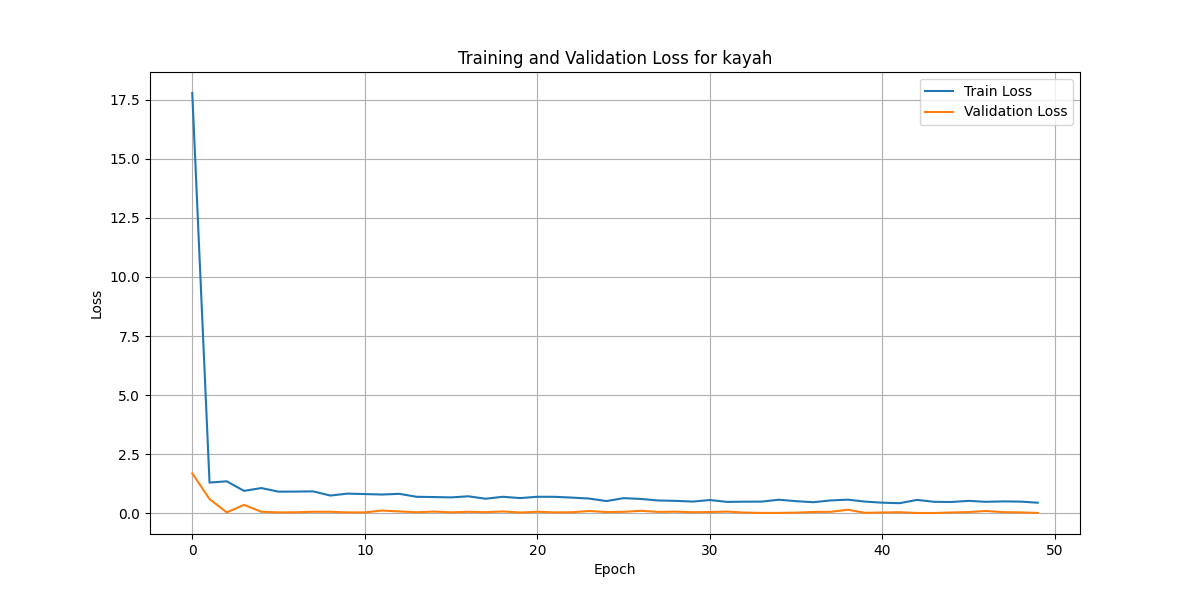 Training and Validation Loss for kayah
Train Loss
Validation Loss
17.5
15.0
12.5
10.0
7.5
5.0
2.5
0.0
Loss
0 10 20 30 40 50
Epoch